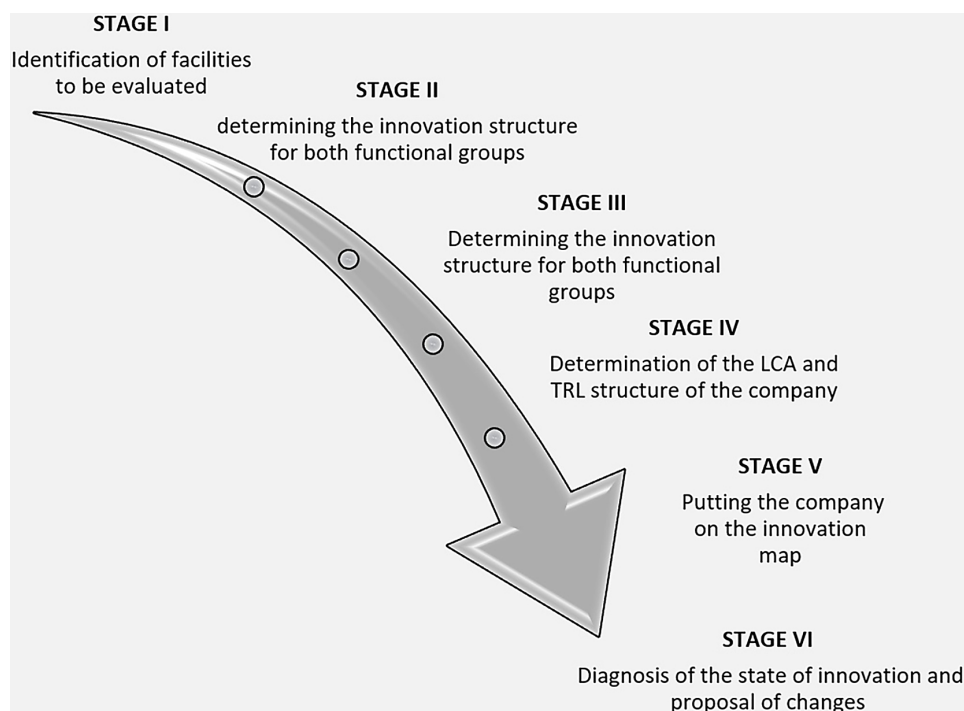 STAGE I
Identification of facilities
to be evaluated
STAGE II
determining the innovation structure
for both functional groups
STAGE III
Determining the innovation
structure for both functional
groups
STAGE IV
Determination of the LCA and
TRL structure of the company
STAGE V
Putting the company
on the innovation
map
STAGE VI
Diagnosis of the state of innovation and
proposal of changes